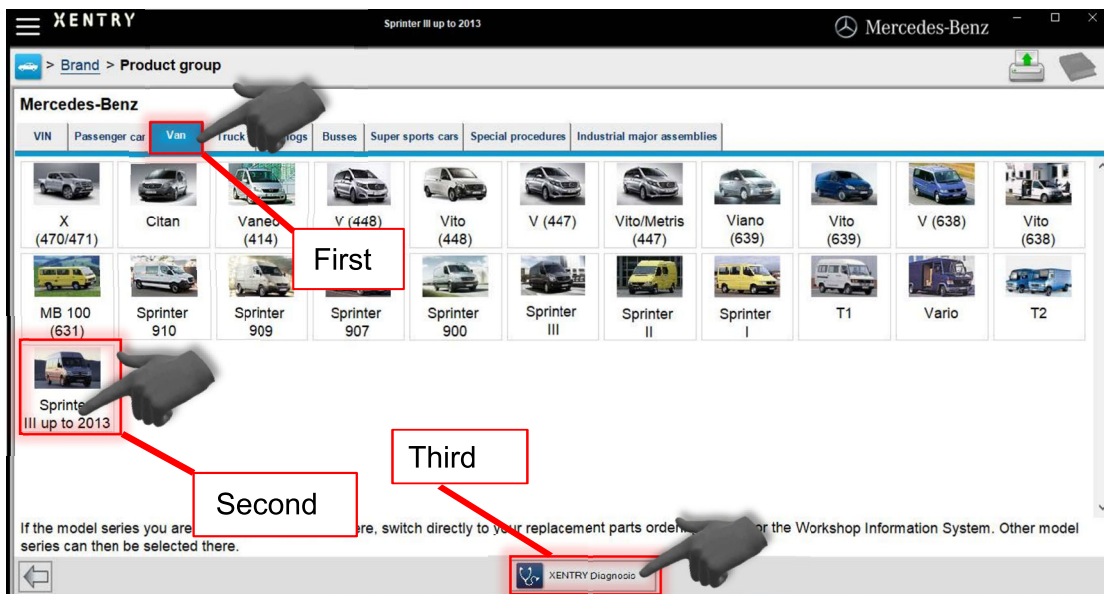 XENTRY
Sprinter III up to 2013
Mercedes-Benz
> Brand > Product group
Mercedes-Benz
VIN
Passenger car
Van
Truck
Busses
Super sports cars
Special procedures
Industrial major assemblies
X
(470/471)
Citan
Vaneo
(414)
V (448)
Vito
(448)
V (447)
Vito/Metris
(447)
Viano
(639)
Vito
(639)
V (638)
Vito
(638)
First
MB 100
(631)
Sprinter
910
Sprinter
909
Sprinter
907
Sprinter
900
Sprinter
III
Sprinter
II
Sprinter
I
T1
Vario
T2
Sprinter
III up to 2013
Second
Third
If the model series you are re, switch directly to your replacement parts or the Workshop Information System. Other model
series can then be selected there.
XENTRY Diagnosis